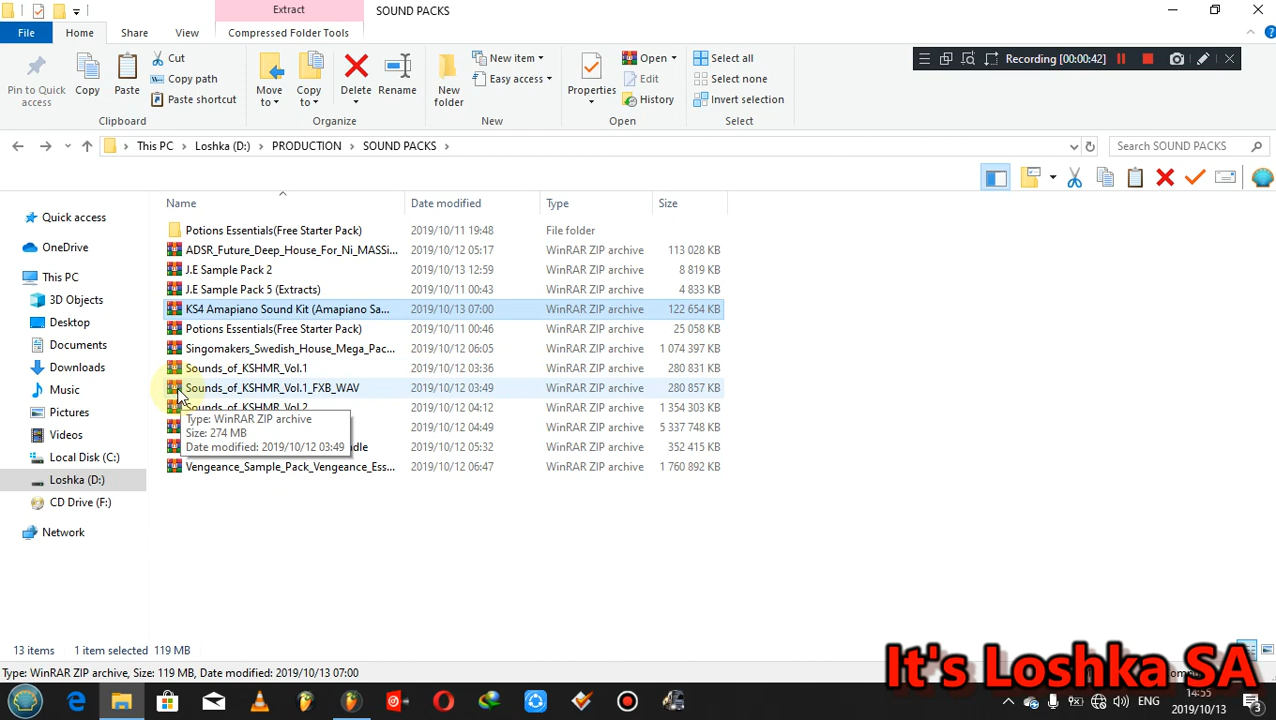 Extract
SOUND PACKS
File
Home
Share
View
Compressed Folder Tools
Pin to Quick access
Copy
Paste
Cut
Copy path
Paste shortcut
Clipboard
Move to
Copy to
Delete
Rename
Organize
New folder
New item
Easy access
New
Properties
Open
Edit
History
Open
Select all
Select none
Invert selection
Select
Recording [00:00:42]
This PC
Loshka (D:)
PRODUCTION
SOUND PACKS
Search SOUND PACKS
Name
Date modified
Type
Size
Quick access
OneDrive
This PC
3D Objects
Desktop
Documents
Downloads
Music
Pictures
Videos
Local Disk (C:)
Loshka (D:)
CD Drive (F:)
Network
Potions Essentials(Free Starter Pack) 2019/10/11 19:48 File folder
ADSR_Future_Deep_House_For_Ni_MASSi... 2019/10/12 05:17 WinRAR ZIP archive 113 028 KB
J.E Sample Pack 2 2019/10/13 12:59 WinRAR ZIP archive 8 819 KB
J.E Sample Pack 5 (Extracts) 2019/10/11 00:43 WinRAR ZIP archive 4 833 KB
KS4 Amapiano Sound Kit (Amapiano Sa... 2019/10/13 07:00 WinRAR ZIP archive 122 654 KB
Potions Essentials(Free Starter Pack) 2019/10/11 00:46 WinRAR ZIP archive 25 058 KB
Singomakers_Swedish_House_Mega_Pac... 2019/10/12 06:05 WinRAR ZIP archive 1 074 397 KB
Sounds_of_KSHMR_Vol.1 2019/10/12 03:36 WinRAR ZIP archive 280 831 KB
Sounds_of_KSHMR_Vol.1_FXB_WAV 2019/10/12 03:49 WinRAR ZIP archive 280 857 KB
Sounds_of_KSHMR_Vol.2 2019/10/12 04:12 WinRAR ZIP archive 1 354 303 KB
2019/10/12 04:27 WinRAR ZIP archive 5 337 748 KB
2019/10/12 05:32 WinRAR ZIP archive 352 415 KB
Vengeance_Sample_Pack_Vengeance_Ess... 2019/10/12 06:47 WinRAR ZIP archive 1 760 892 KB
Type: WinRAR ZIP archive
Size: 274 MB
Date modified: 2019/10/12 03:49
13 items 1 item selected 119 MB
Type: WinRAR ZIP archive, Size: 119 MB, Date modified: 2019/10/13 07:00
It's Loshka SA
ENG
14:55
2019/10/13
3